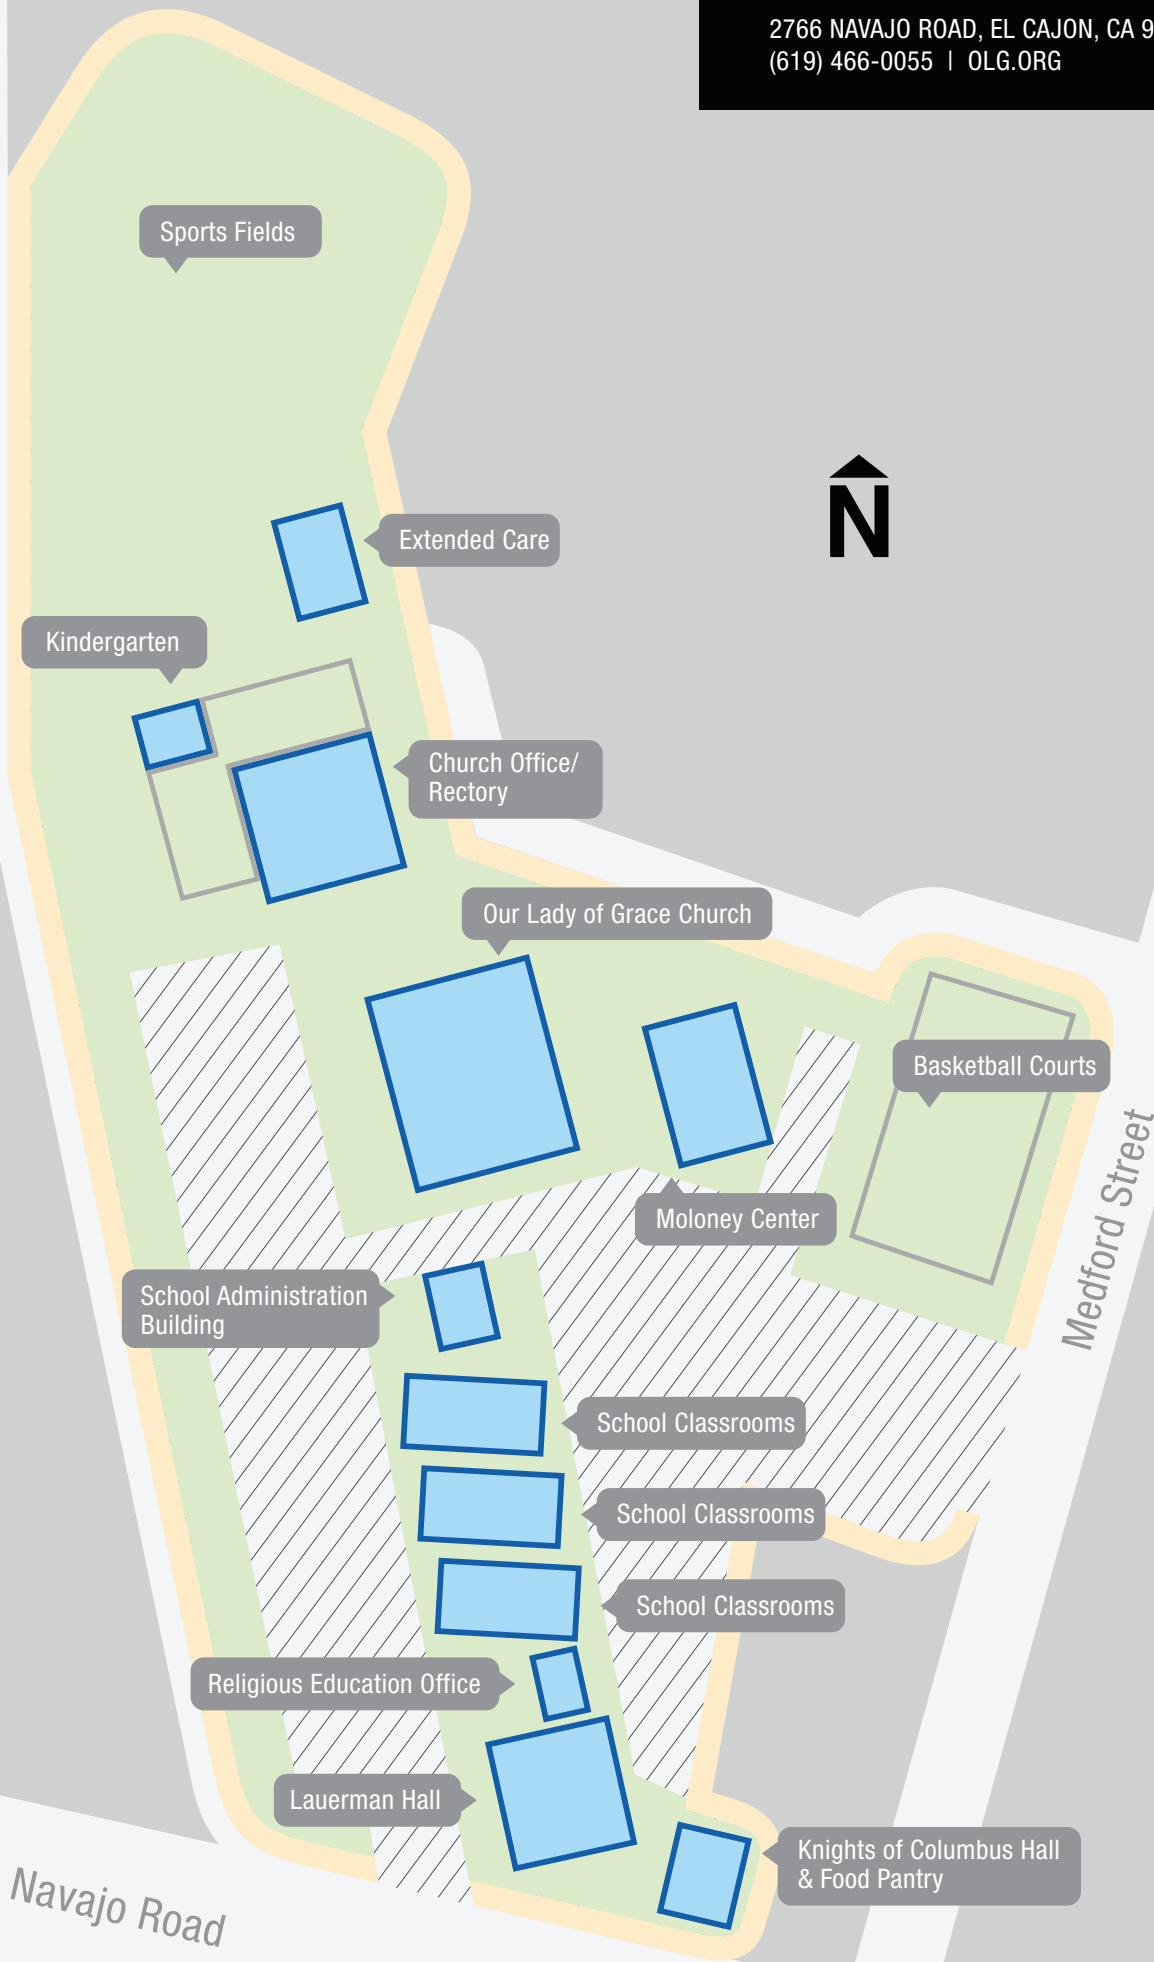 2766 NAVAJO ROAD, EL CAJON, CA 9
(619) 466-0055 | OLG.ORG
Sports Fields
N
Extended Care
Kindergarten
Church Office/
Rectory
Our Lady of Grace Church
Basketball Courts
Medford Street
Moloney Center
School Administration
Building
School Classrooms
School Classrooms
School Classrooms
Religious Education Office
Lauerman Hall
Knights of Columbus Hall
& Food Pantry
Navajo Road